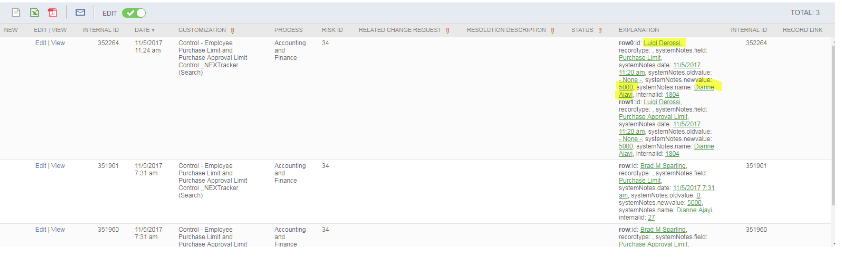 EDIT
TOTAL: 3
NEW EDIT | VIEW INTERNAL ID DATE CUSTOMIZATION PROCESS RISK ID RELATED CHANGE REQUEST RESOLUTION DESCRIPTION STATUS EXPLANATION INTERNAL ID RECORD LINK
Edit | View
352264
11/5/2017
11:24 am
Control - Employee
Purchase Limit and
Purchase Approval Limit
Control _NEXTracker
(Search)
Accounting
and
Finance
34
row0:id: Luigi Derossi,
recordtype: , systemNotes.field:
Purchase Limit,
systemNotes.date: 11/5/2017
11:20 am, systemNotes.oldvalue:
- None -, systemNotes.newvalue:
5000, systemNotes.name: Dianne
Ajayi, internalid: 1804
row1:id: Luigi Derossi,
recordtype: , systemNotes.field:
Purchase Approval Limit,
systemNotes.date: 11/5/2017
11:20 am, systemNotes.oldvalue:
- None -, systemNotes.newvalue:
5000, systemNotes.name: Dianne
Ajayi, internalid: 1804
352264
Edit | View
351901
11/5/2017
7:31 am
Control - Employee
Purchase Limit and
Purchase Approval Limit
Control _NEXTracker
(Search)
Accounting
and
Finance
34
row:id: Brad M Sparling,
recordtype: , systemNotes.field:
Purchase Limit,
systemNotes.date: 11/5/2017 7:31
am, systemNotes.oldvalue: 0,
systemNotes.newvalue: 5000,
systemNotes.name: Dianne Ajayi,
internalid: 27
351901
Edit | View
351900
11/5/2017
7:31 am
Control - Employee
Purchase Limit and
Purchase Approval Limit
Accounting
and
Finance
34
row:id: Brad M Sparling,
recordtype: , systemNotes.field:
Purchase Approval Limit,
351900